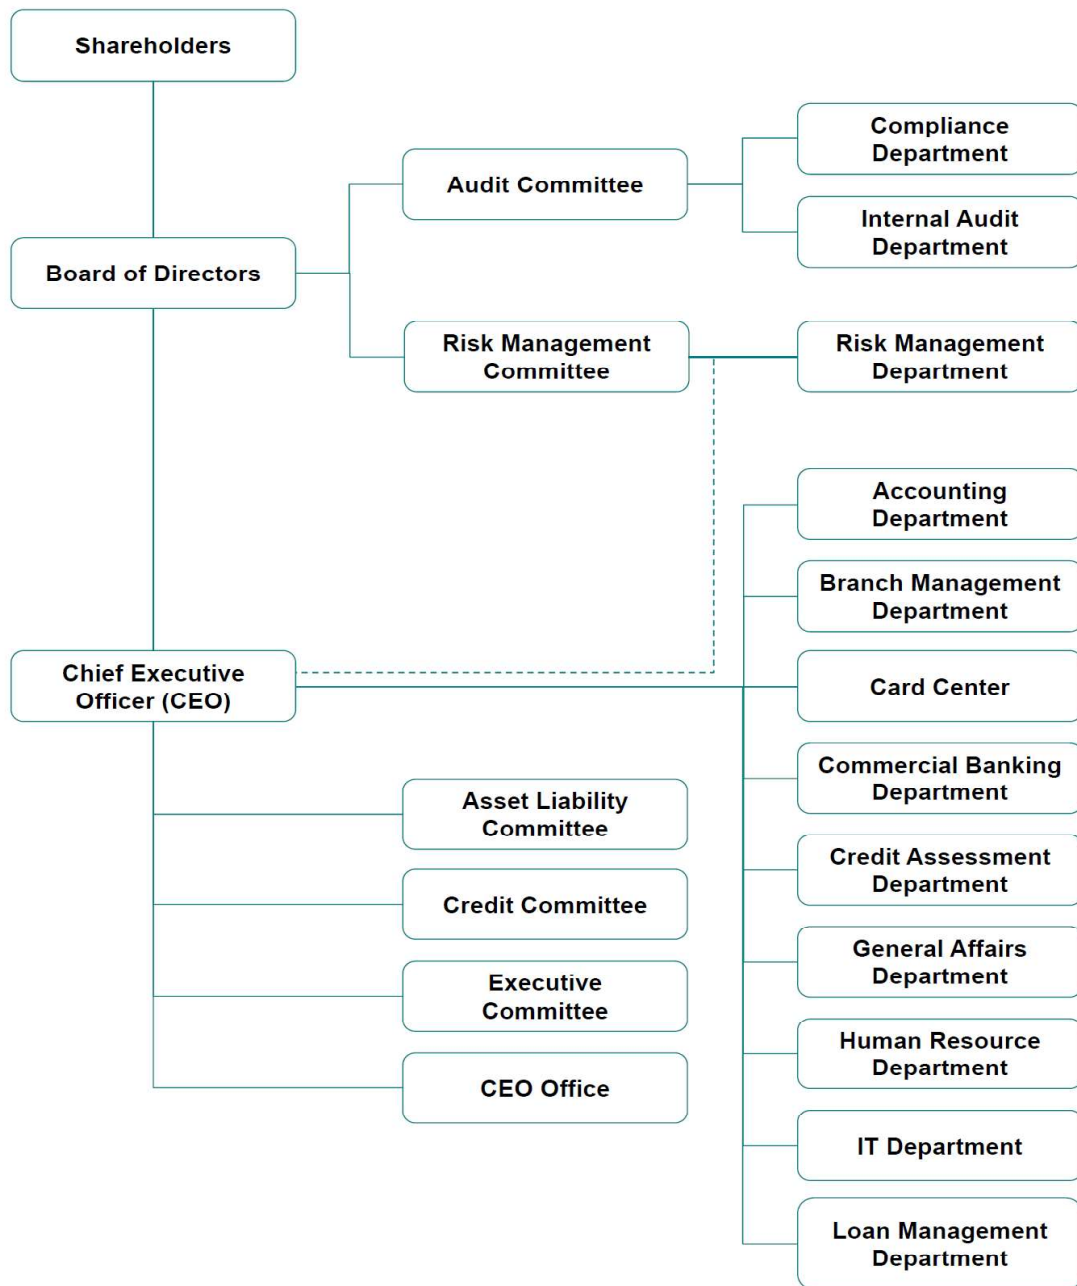 Shareholders
Compliance
Department
Audit Committee
Internal Audit
Department
Board of Directors
Risk Management
Committee
Risk Management
Department
Accounting
Department
Branch Management
Department
Chief Executive
Officer (CEO)
Card Center
Commercial Banking
Department
Asset Liability
Committee
Credit Assessment
Department
Credit Committee
General Affairs
Department
Executive
Committee
Human Resource
Department
CEO Office
IT Department
Loan Management
Department